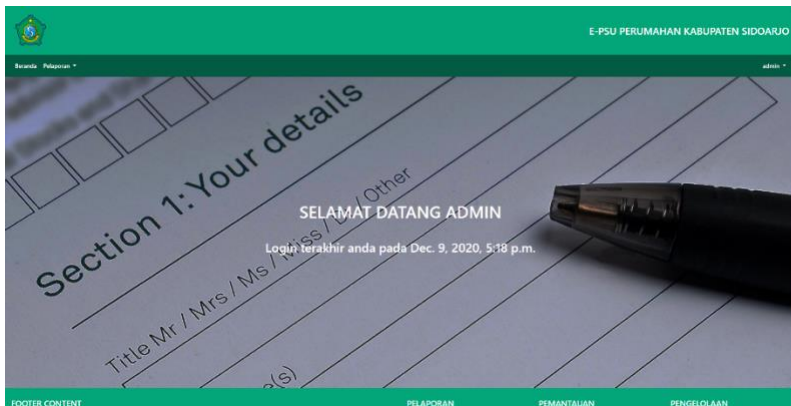 E-PSU PERUMAHAN KABUPATEN SIDOARJO
Beranda Pelaporan admin
Section 1: Your details
SELAMAT DATANG ADMIN
Login terakhir anda pada Dec. 9, 2020, 5:18 p.m.
Title Mr / Mrs / Ms / Miss / Dr / Other
(s)
FOOTER CONTENT PELAPORAN PEMANTAUAN PENGELOLAAN